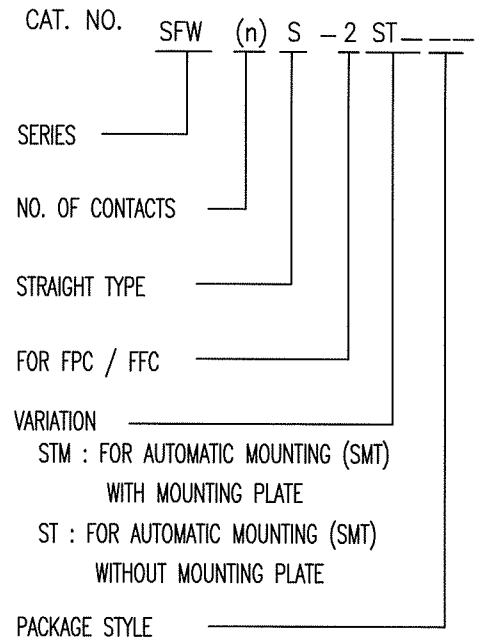 CAT. NO. SFW (n) S - 2 ST _ _ _
SERIES
NO. OF CONTACTS
STRAIGHT TYPE
FOR FPC / FFC
VARIATION
STM : FOR AUTOMATIC MOUNTING (SMT)
WITH MOUNTING PLATE
ST : FOR AUTOMATIC MOUNTING (SMT)
WITHOUT MOUNTING PLATE
PACKAGE STYLE